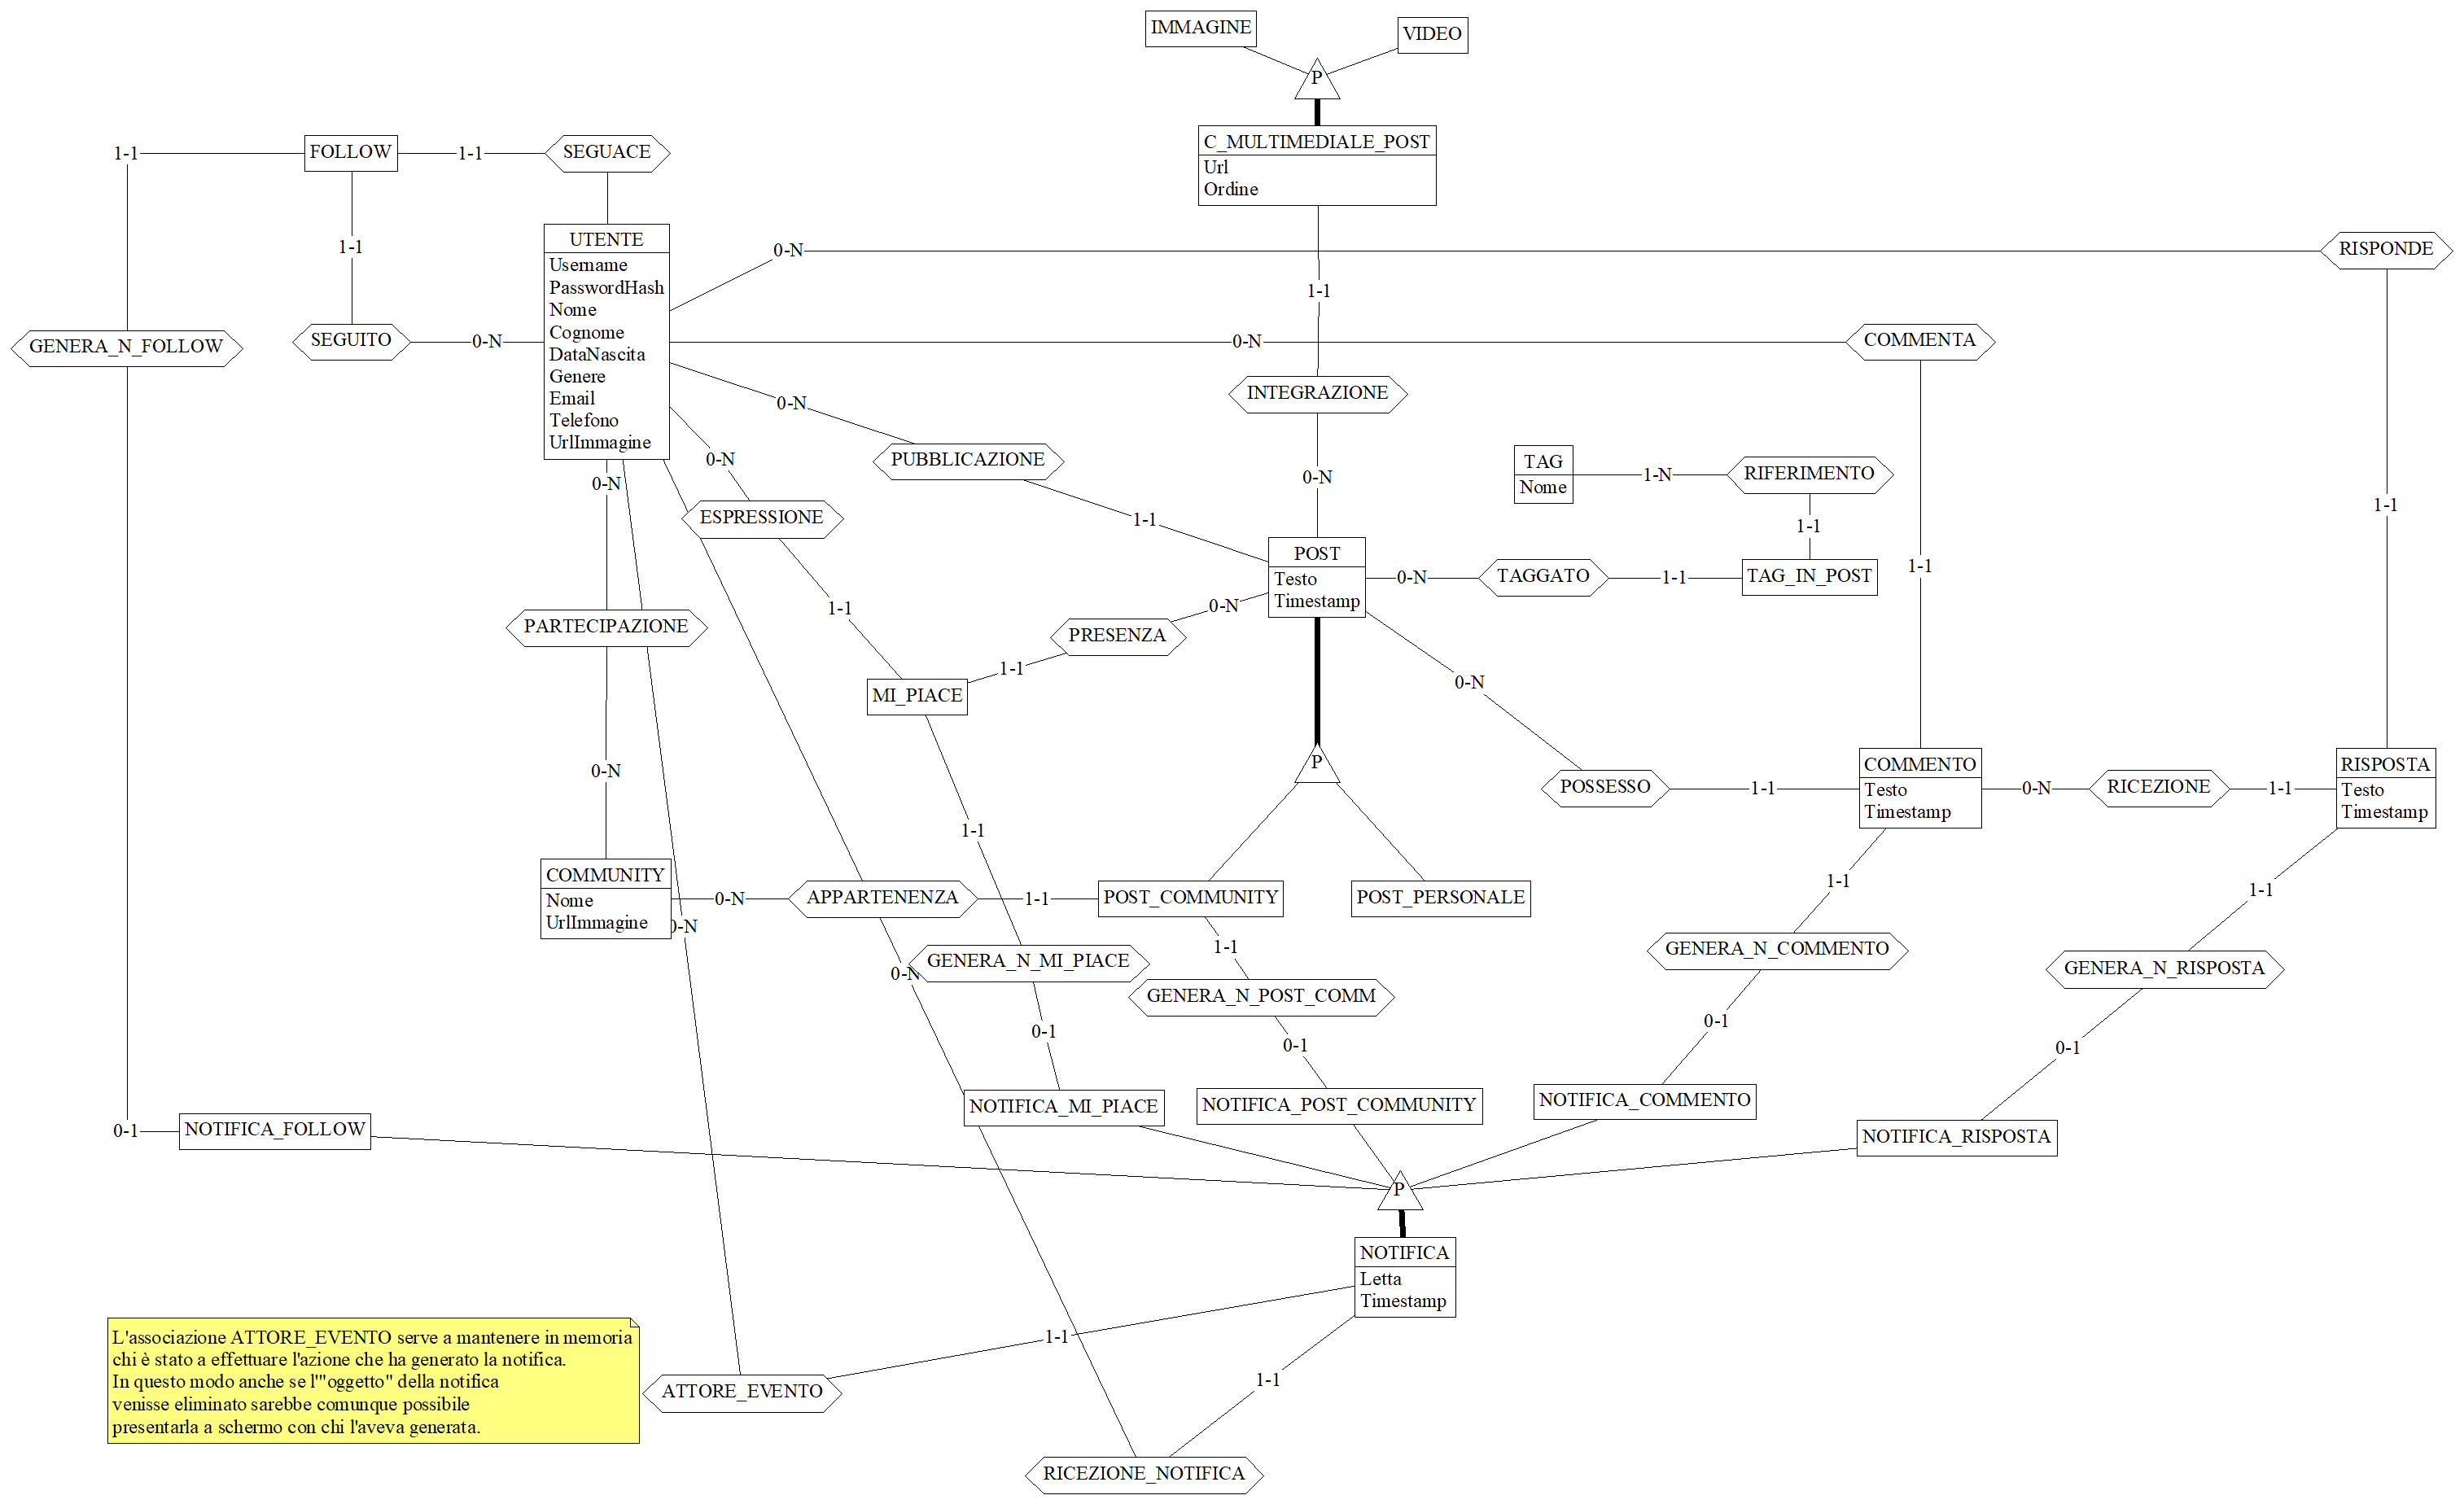 IMMAGINE
VIDEO
P
C_MULTIMEDIALE_POST
Url
Ordine
FOLLOW
1-1
1-1
SEGUACE
1-1
UTENTE
Username
PasswordHash
Nome
Cognome
DataNascita
Genere
Email
Telefono
UrlImmagine
0-N
RISPONDE
1-1
GENERA_N_FOLLOW
SEGUITO
0-N
0-N
COMMENTA
INTEGRAZIONE
0-N
0-N
PUBBLICAZIONE
0-N
0-N
ESPRESSIONE
1-1
TAG
Nome
1-N
RIFERIMENTO
1-1
1-1
1-1
POST
Testo
Timestamp
0-N
TAGGATO
1-1
TAG_IN_POST
1-1
0-N
PARTECIPAZIONE
PRESENZA
1-1
MI_PIACE
0-N
0-N
P
1-1
POSSESSO
1-1
COMMENTO
Testo
Timestamp
0-N
RICEZIONE
1-1
RISPOSTA
Testo
Timestamp
COMMUNITY
Nome
UrlImmagine
0-N
APPARTENENZA
1-1
POST_COMMUNITY
POST_PERSONALE
1-1
1-1
0-N
0-N
1-1
GENERA_N_MI_PIACE
GENERA_N_POST_COMM
GENERA_N_COMMENTO
GENERA_N_RISPOSTA
0-1
0-1
0-1
0-1
0-1
NOTIFICA_FOLLOW
NOTIFICA_MI_PIACE
NOTIFICA_POST_COMMUNITY
NOTIFICA_COMMENTO
NOTIFICA_RISPOSTA
P
NOTIFICA
Letta
Timestamp
1-1
1-1
L'associazione ATTORE_EVENTO serve a mantenere in memoria
chi è stato a effettuare l'azione che ha generato la notifica.
In questo modo anche se l'"oggetto" della notifica
venisse eliminato sarebbe comunque possibile
presentarla a schermo con chi l'aveva generata.
ATTORE_EVENTO
RICEZIONE_NOTIFICA